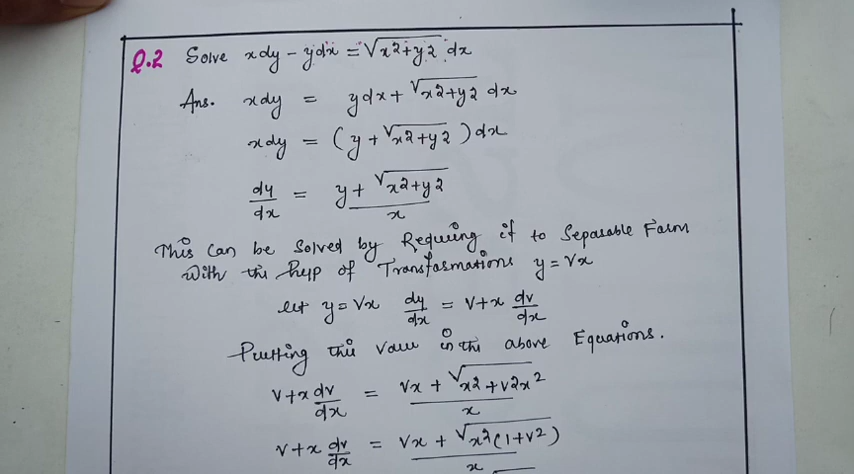 Q.2 Solve xdy - ydx = √x2+y2 dx
Ans. xdy = ydx + √x2+y2 dx
xdy = (y + √x2+y2) dx
dy/dx = y + √x2+y2 / x
This can be solved by Requiing it to Separable Farm
with the help of Transformations y = vx
let y = vx dy/dx = v + x dv/dx
Putting this Value in the above Equations.
v + x dv/dx = vx + √x2 + v2x2 / x
v + x dv/dx = vx + √x2(1+v2) / x